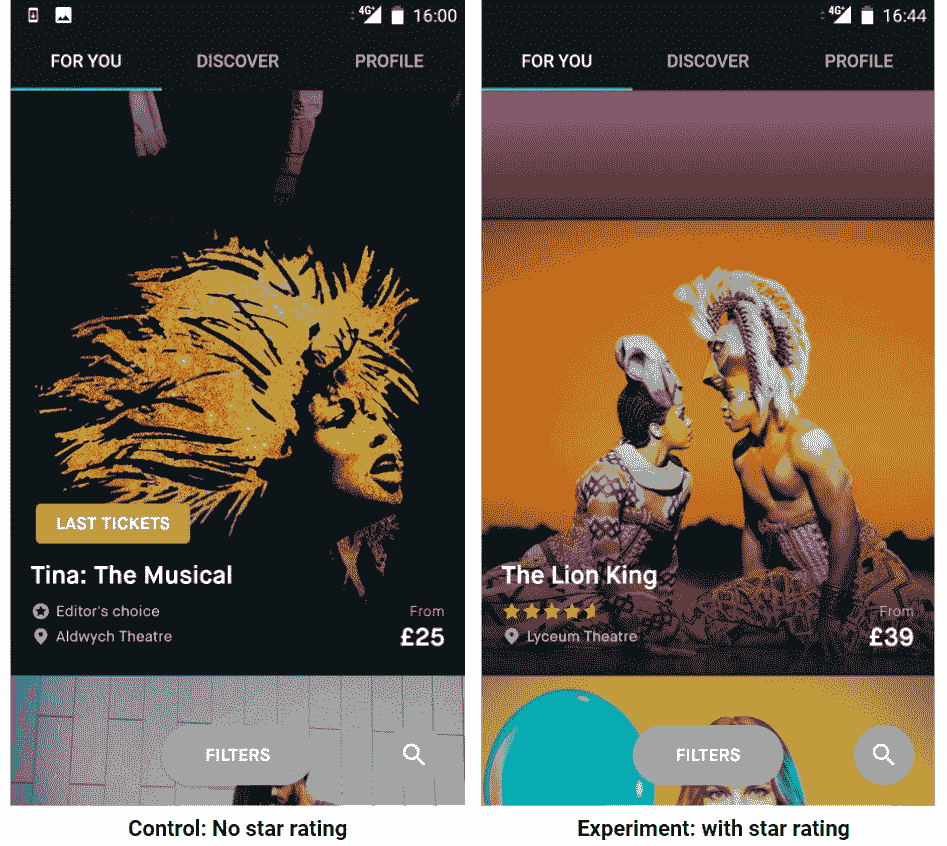 4G+ 16:00
FOR YOU DISCOVER PROFILE
LAST TICKETS
Tina: The Musical
Editor's choice From
Aldwych Theatre £25
FILTERS
Control: No star rating
4G+ 16:44
FOR YOU DISCOVER PROFILE
The Lion King
From
Lyceum Theatre £39
FILTERS
Experiment: with star rating